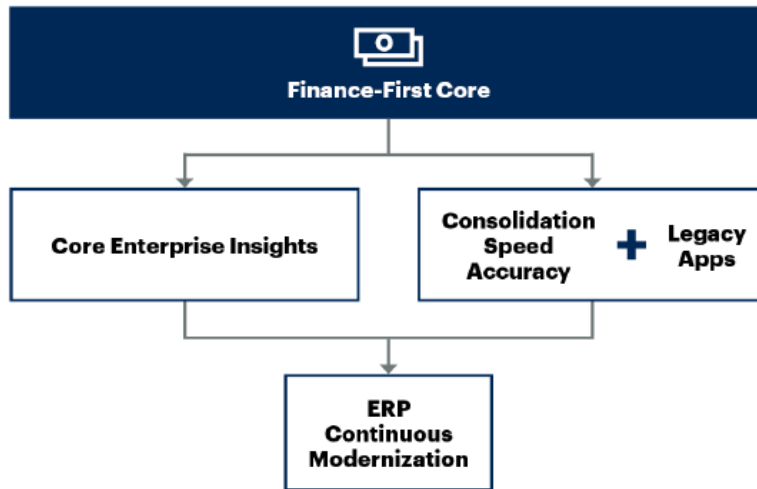 Finance-First Core
Core Enterprise Insights
Consolidation
Speed
Accuracy
+
Legacy
Apps
ERP
Continuous
Modernization